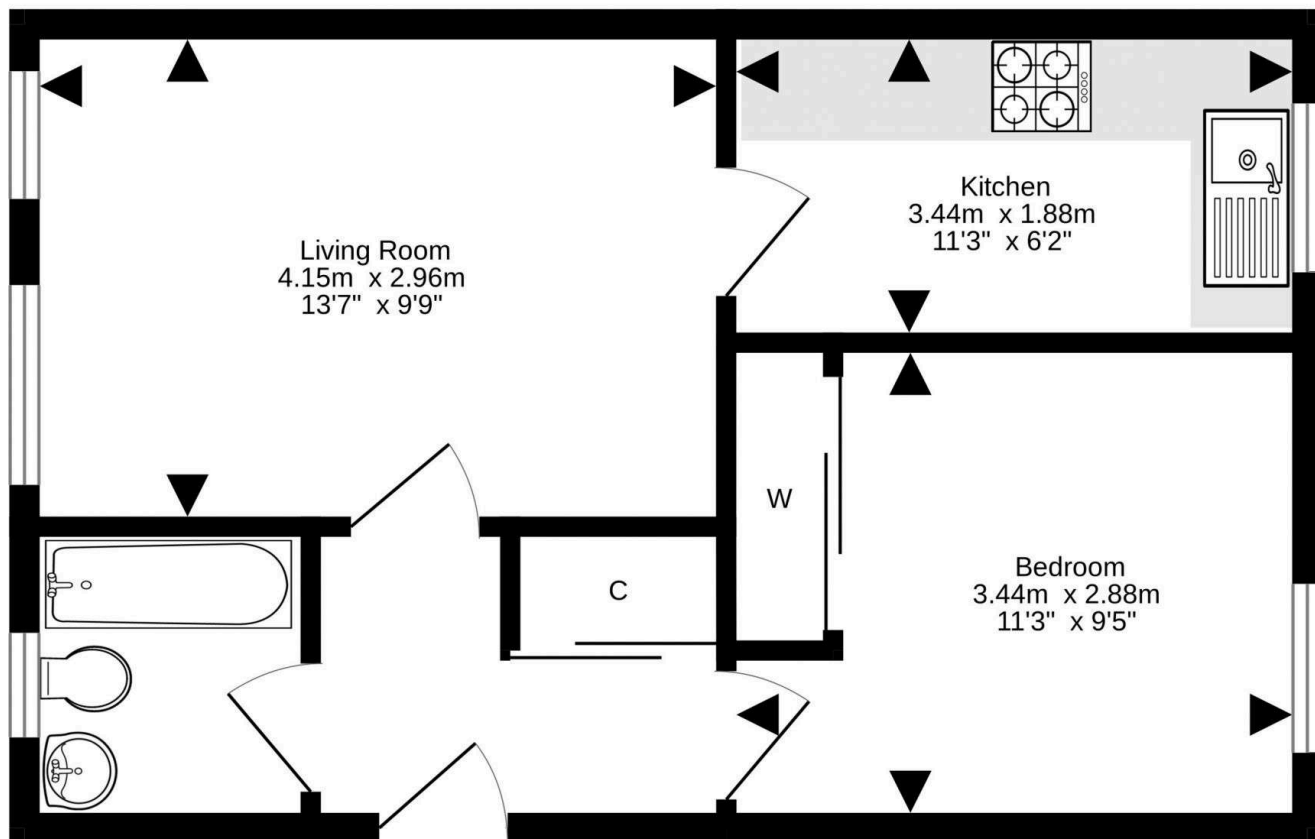 Living Room
4.15m x 2.96m
13'7" x 9'9"
Kitchen
3.44m x 1.88m
11'3" x 6'2"
W
C
Bedroom
3.44m x 2.88m
11'3" x 9'5"